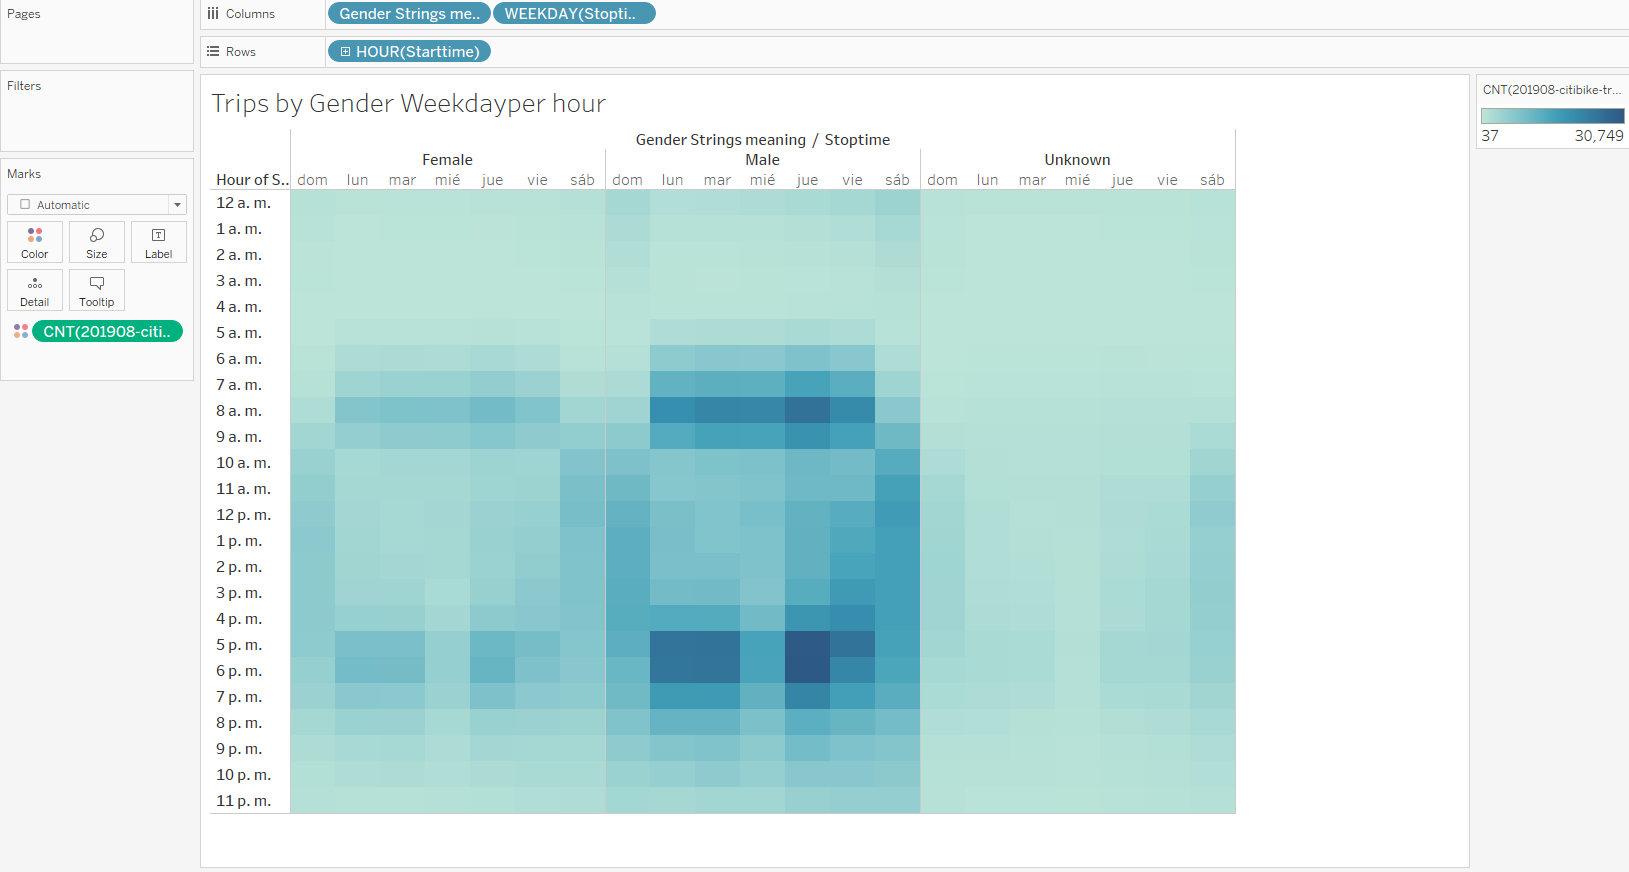 Pages
Columns
Gender Strings me..
WEEKDAY(Stopti..
Rows
HOUR(Starttime)
Filters
Marks
Automatic
Color
Size
Label
Detail
Tooltip
CNT(201908-citi..
Trips by Gender Weekdayper hour
Gender Strings meaning / Stoptime
Female Male Unknown
Hour of S.. dom lun mar mié jue vie sáb dom lun mar mié jue vie sáb dom lun mar mié jue vie sáb
12 a. m.
1 a. m.
2 a. m.
3 a. m.
4 a. m.
5 a. m.
6 a. m.
7 a. m.
8 a. m.
9 a. m.
10 a. m.
11 a. m.
12 p. m.
1 p. m.
2 p. m.
3 p. m.
4 p. m.
5 p. m.
6 p. m.
7 p. m.
8 p. m.
9 p. m.
10 p. m.
11 p. m.
CNT(201908-citibike-tr...
37 30,749